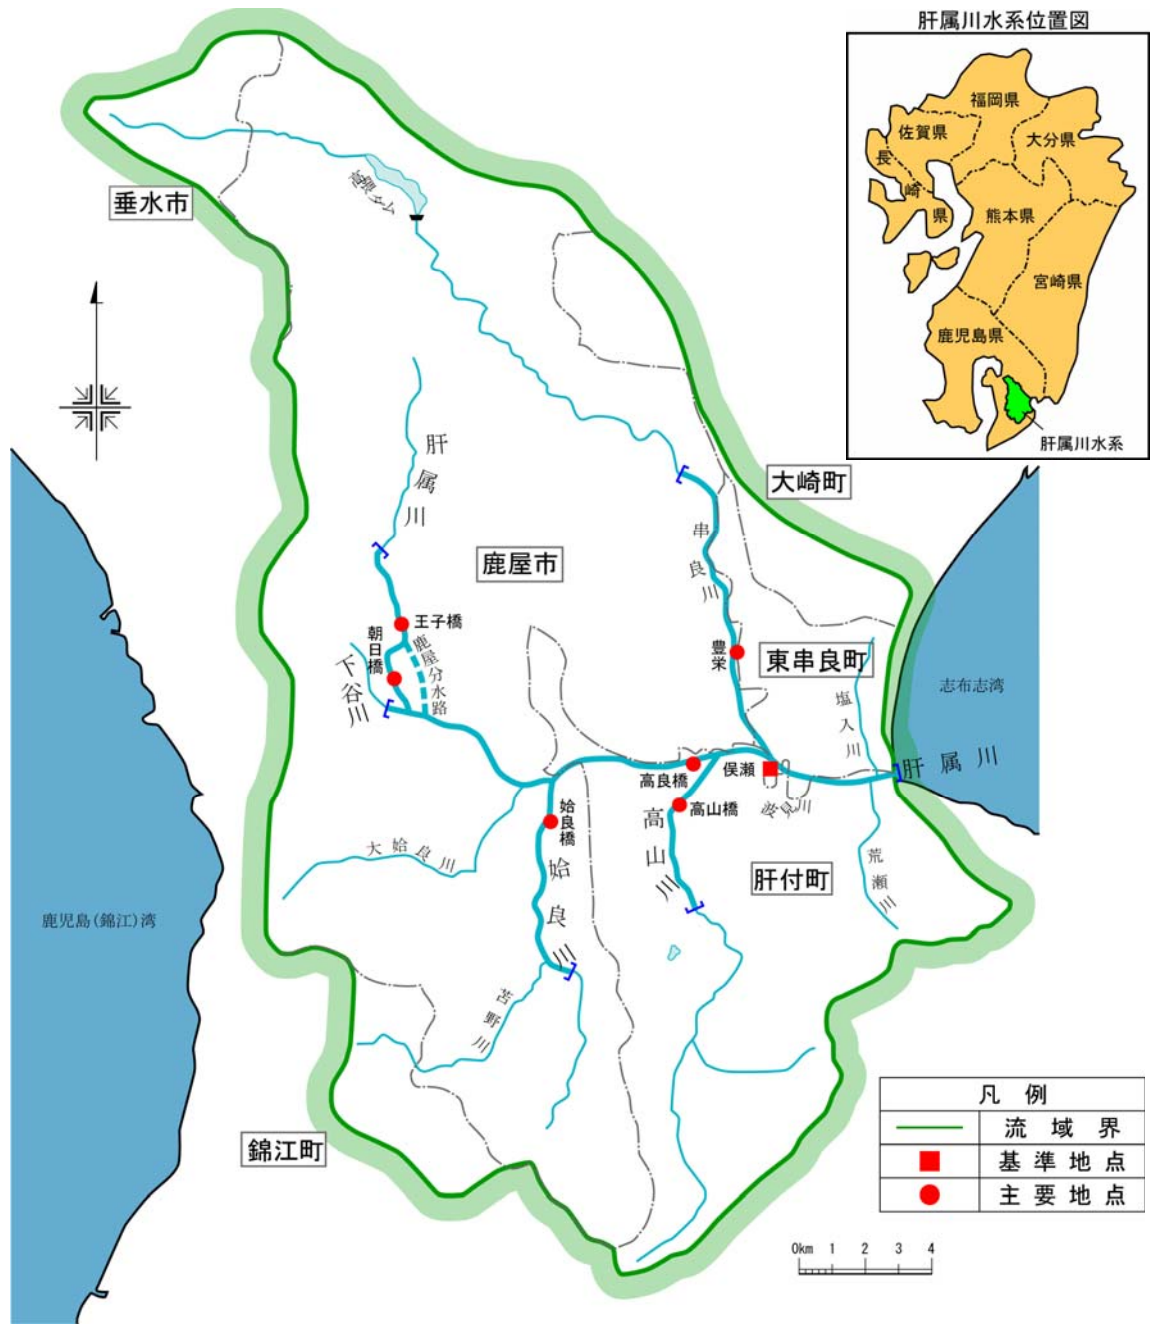 肝属川水系位置図
福岡県
佐賀県
大分県
長崎県
熊本県
宮崎県
鹿児島県
肝属川水系
垂水市
高隈ダム
肝属川
大崎町
串良川
鹿屋市
王子橋
朝日橋
鹿屋分水路
下谷川
豊栄
東串良町
塩入川
志布志湾
肝属川
俣瀬
高良橋
波見川
高山橋
高山川
姶良橋
姶良川
大姶良川
肝付町
荒瀬川
鹿児島(錦江)湾
苫野川
錦江町
凡例
流域界
基準地点
主要地点
0km 1 2 3 4